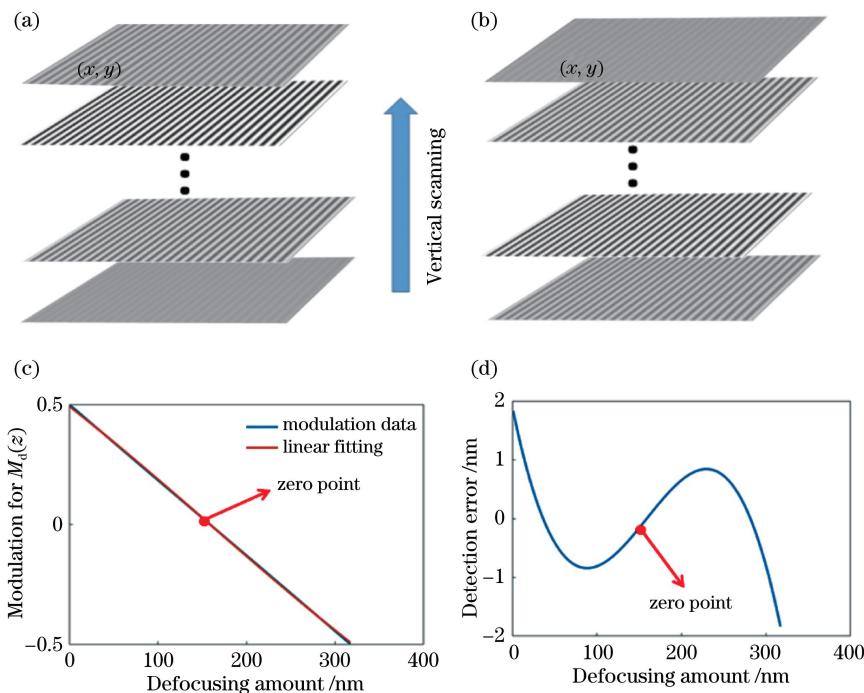 (a)
(x, y)
Vertical scanning
(b)
(x, y)
(c)
0.5
0
−0.5
Modulation for M_d(z)
modulation data
linear fitting
zero point
0 100 200 300 400
Defocusing amount /nm
(d)
2
1
0
−1
−2
Detection error /nm
zero point
0 100 200 300 400
Defocusing amount /nm